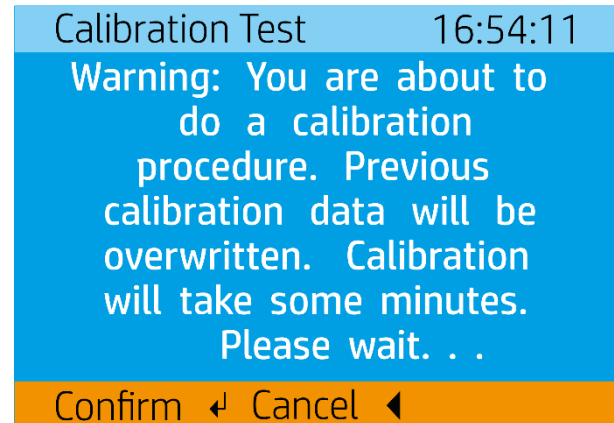 Calibration Test 16:54:11
Warning: You are about to
do a calibration
procedure. Previous
calibration data will be
overwritten. Calibration
will take some minutes.
Please wait. . .
Confirm ↲ Cancel ◀